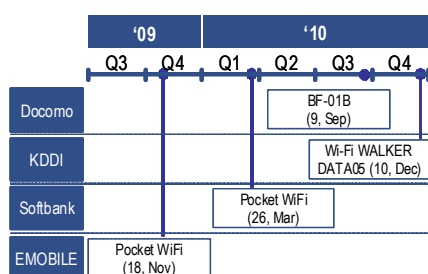 ‘09 ‘10
Q3 Q4 Q1 Q2 Q3 Q4
Docomo
BF-01B
(9, Sep)
KDDI
Wi-Fi WALKER
DATA05 (10, Dec)
Softbank
Pocket WiFi
(26, Mar)
EMOBILE
Pocket WiFi
(18, Nov)